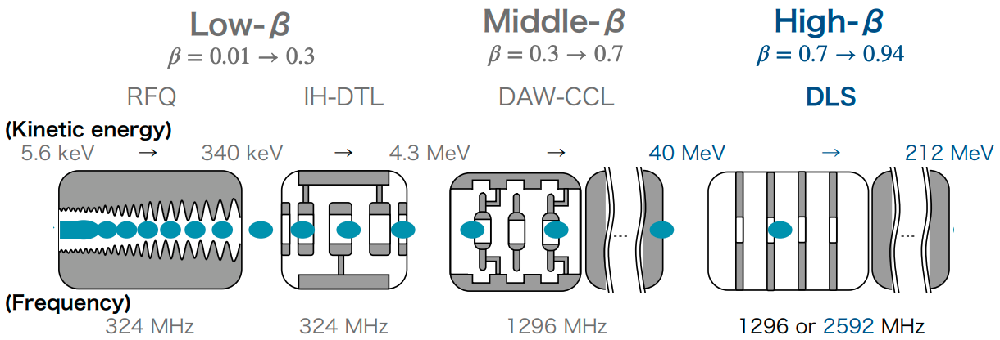 Low-β Middle-β High-β
β = 0.01 → 0.3 β = 0.3 → 0.7 β = 0.7 → 0.94
RFQ IH-DTL DAW-CCL DLS
(Kinetic energy)
5.6 keV → 340 keV → 4.3 MeV → 40 MeV → 212 MeV
... ...
(Frequency)
324 MHz 324 MHz 1296 MHz 1296 or 2592 MHz